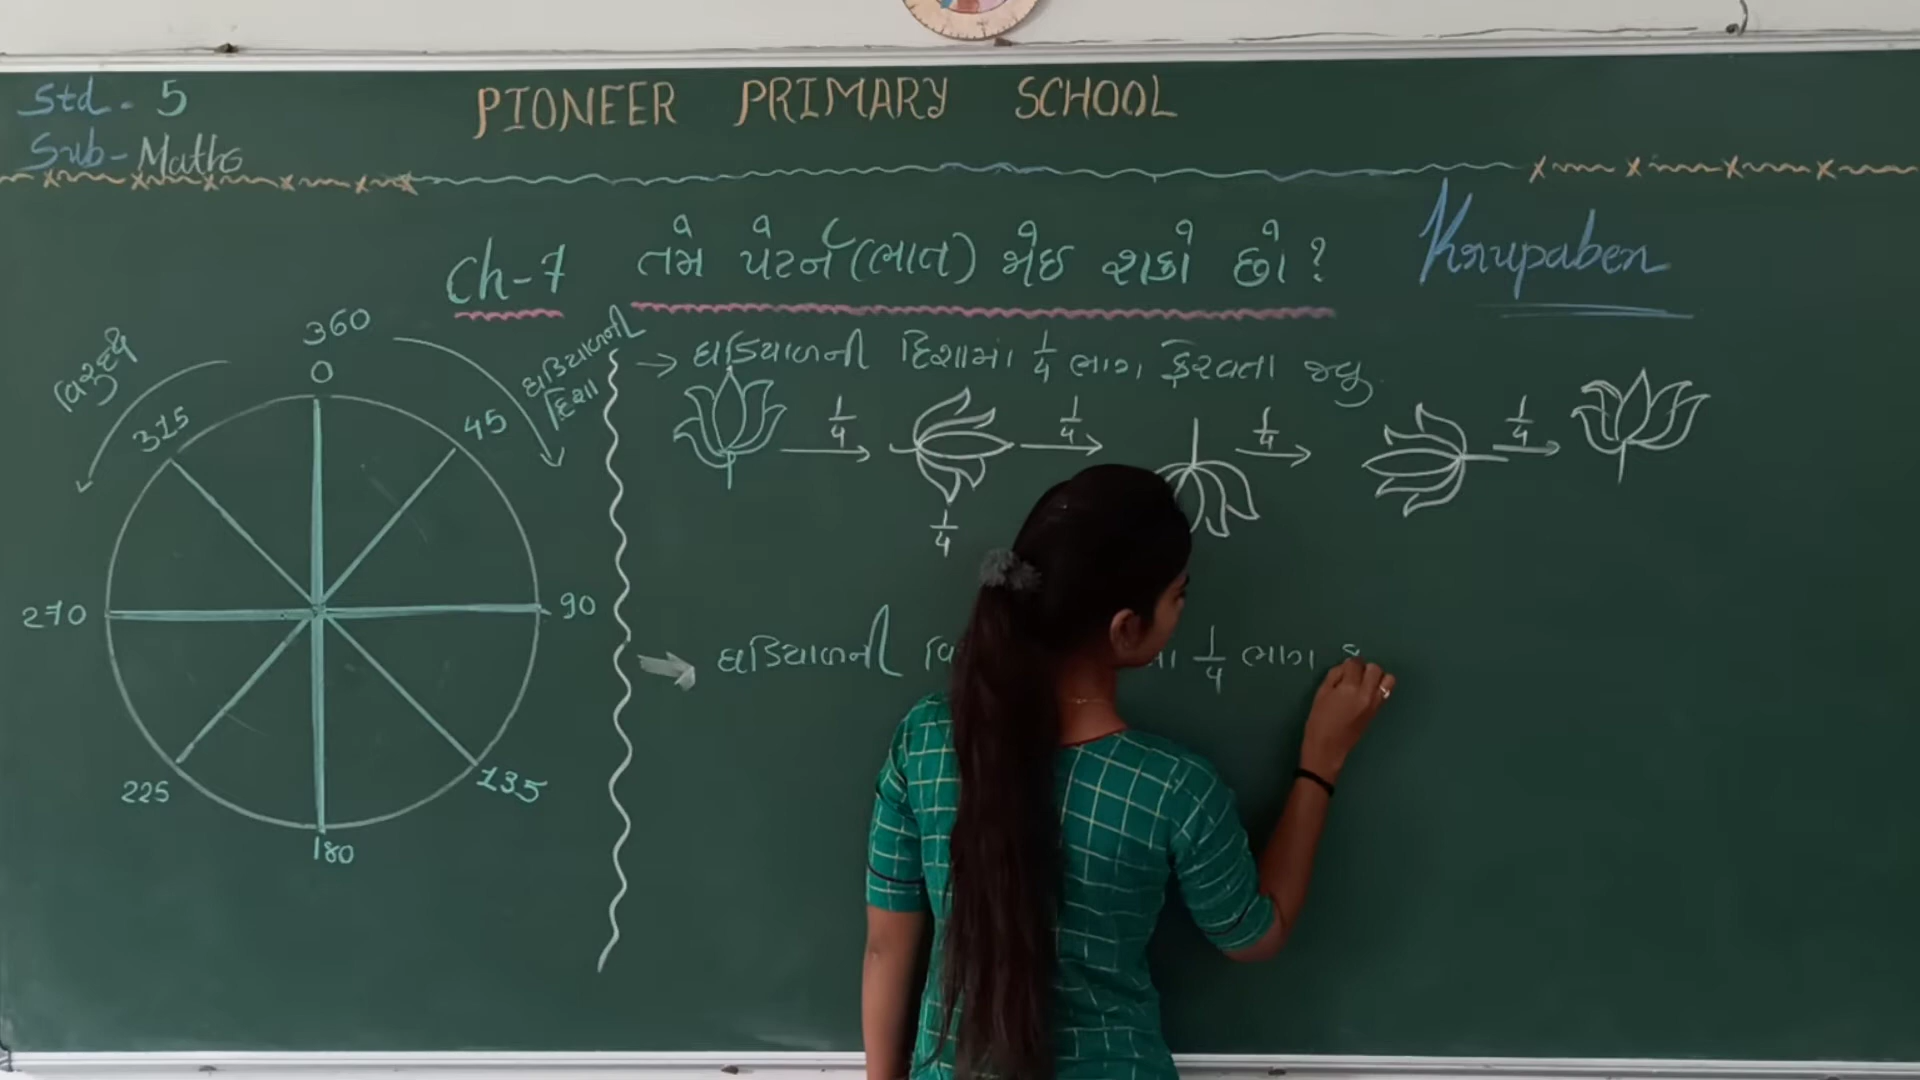 Std - 5
PIONEER PRIMARY SCHOOL
Sub - Maths
Ch-7 તમે પેટર્ન (ભાત) જોઈ શકો છો?
Krupaben
વિરુદ્ધ
360
0
ઘડિયાળની
દિશા
315
45
270
90
225
135
180
→ ઘડિયાળની દિશામાં 1/4 ભાગ ફેરવતા જવુ.
1/4 1/4 1/4 1/4
1/4
ઘડિયાળની 1/4 ભાગ